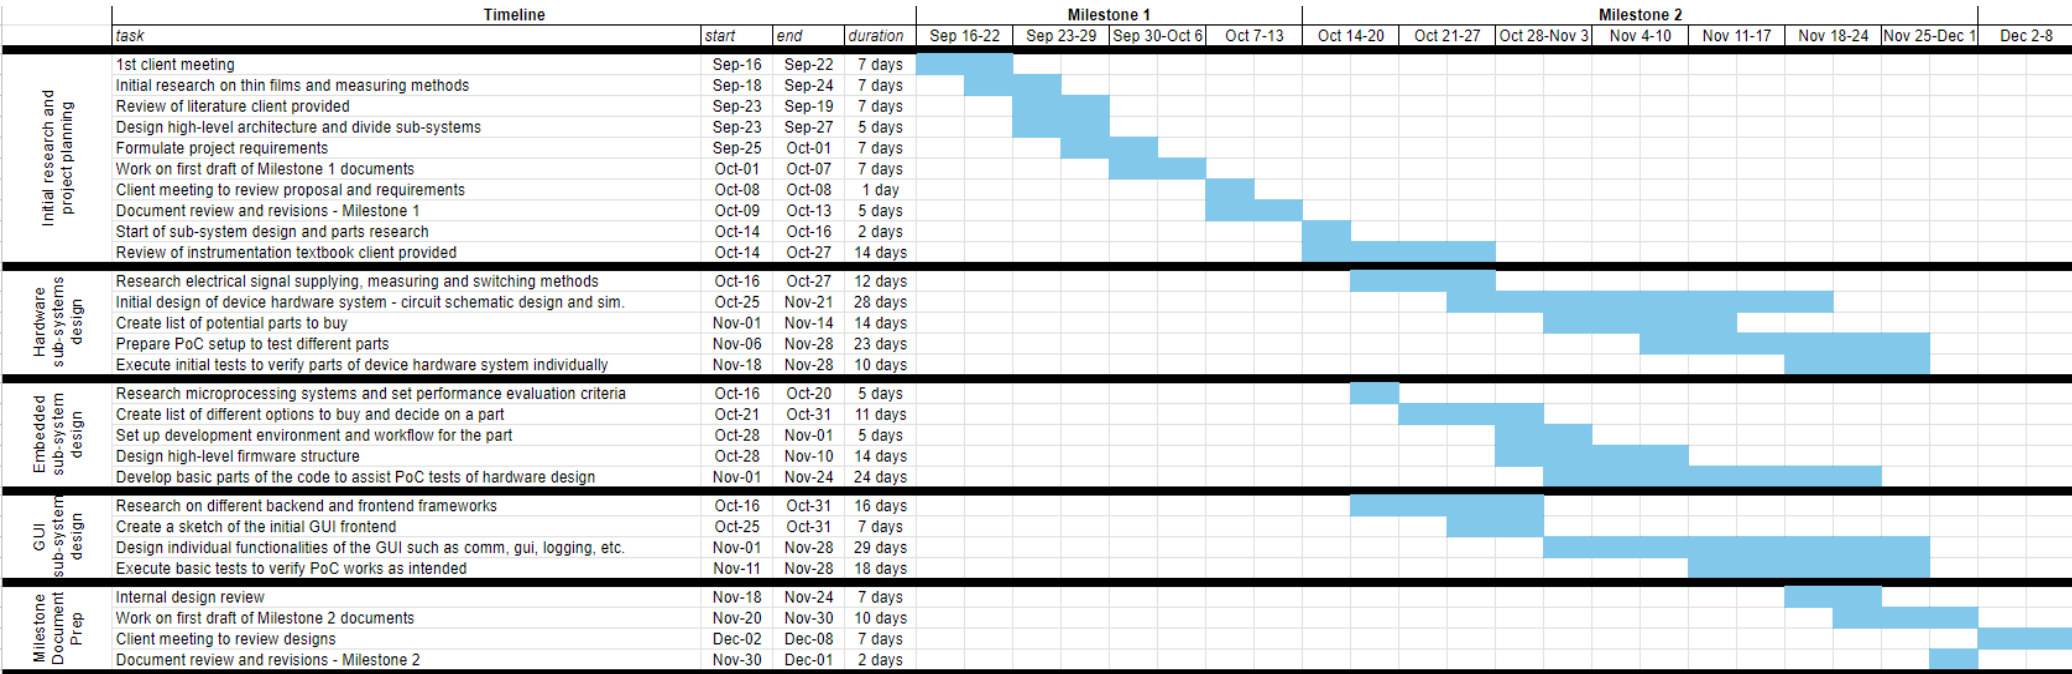 Timeline Milestone 1 Milestone 2
task start end duration Sep 16-22 Sep 23-29 Sep 30-Oct 6 Oct 7-13 Oct 14-20 Oct 21-27 Oct 28-Nov 3 Nov 4-10 Nov 11-17 Nov 18-24 Nov 25-Dec 1 Dec 2-8
Initial research and
project planning
1st client meeting Sep-16 Sep-22 7 days
Initial research on thin films and measuring methods Sep-18 Sep-24 7 days
Review of literature client provided Sep-23 Sep-19 7 days
Design high-level architecture and divide sub-systems Sep-23 Sep-27 5 days
Formulate project requirements Sep-25 Oct-01 7 days
Work on first draft of Milestone 1 documents Oct-01 Oct-07 7 days
Client meeting to review proposal and requirements Oct-08 Oct-08 1 day
Document review and revisions - Milestone 1 Oct-09 Oct-13 5 days
Start of sub-system design and parts research Oct-14 Oct-16 2 days
Review of instrumentation textbook client provided Oct-14 Oct-27 14 days
Hardware
sub-systems
design
Research electrical signal supplying, measuring and switching methods Oct-16 Oct-27 12 days
Initial design of device hardware system - circuit schematic design and sim. Oct-25 Nov-21 28 days
Create list of potential parts to buy Nov-01 Nov-14 14 days
Prepare PoC setup to test different parts Nov-06 Nov-28 23 days
Execute initial tests to verify parts of device hardware system individually Nov-18 Nov-28 10 days
Embedded
sub-system
design
Research microprocessing systems and set performance evaluation criteria Oct-16 Oct-20 5 days
Create list of different options to buy and decide on a part Oct-21 Oct-31 11 days
Set up development environment and workflow for the part Oct-28 Nov-01 5 days
Design high-level firmware structure Oct-28 Nov-10 14 days
Develop basic parts of the code to assist PoC tests of hardware design Nov-01 Nov-24 24 days
GUI
sub-system
design
Research on different backend and frontend frameworks Oct-16 Oct-31 16 days
Create a sketch of the initial GUI frontend Oct-25 Oct-31 7 days
Design individual functionalities of the GUI such as comm, gui, logging, etc. Nov-01 Nov-28 29 days
Execute basic tests to verify PoC works as intended Nov-11 Nov-28 18 days
Milestone
Document
Prep
Internal design review Nov-18 Nov-24 7 days
Work on first draft of Milestone 2 documents Nov-20 Nov-30 10 days
Client meeting to review designs Dec-02 Dec-08 7 days
Document review and revisions - Milestone 2 Nov-30 Dec-01 2 days